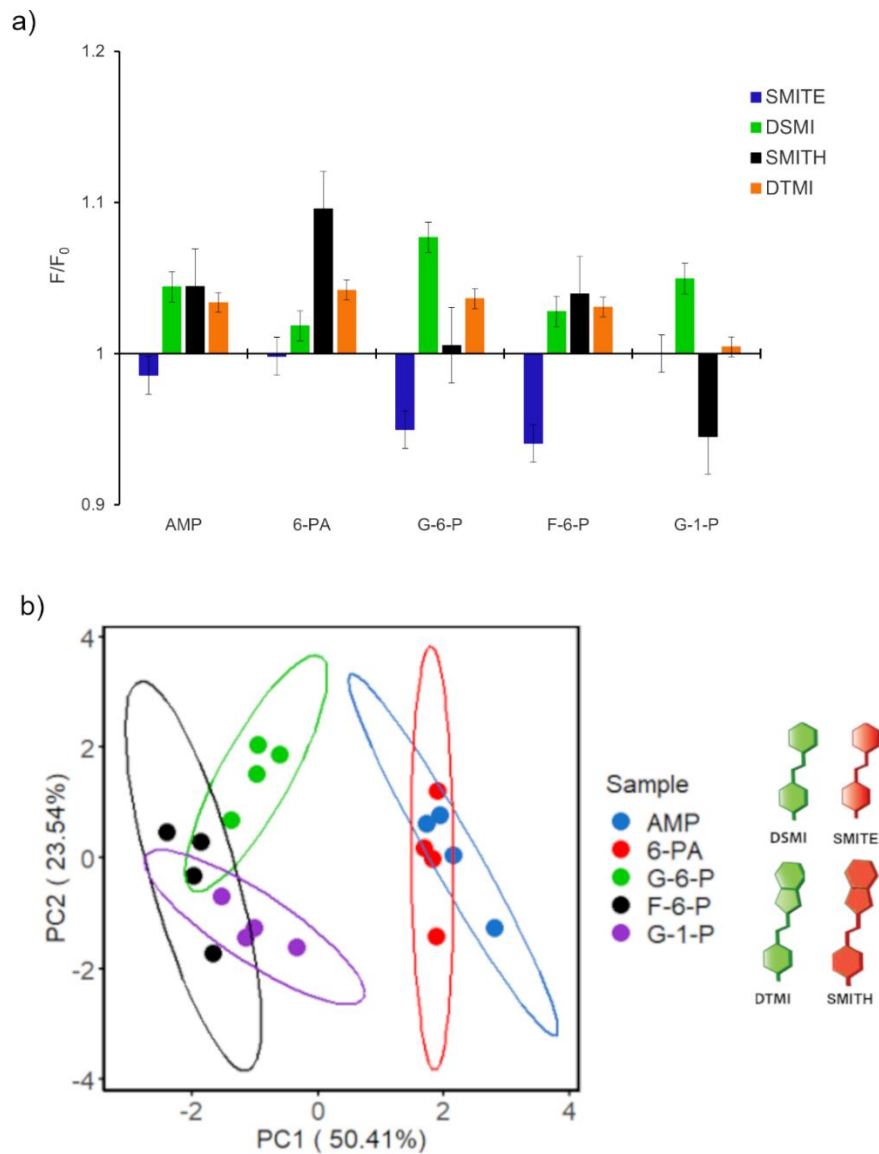 a)
1.2
1.1
1
0.9
F/F0
SMITE
DSMI
SMITH
DTMI
AMP 6-PA G-6-P F-6-P G-1-P
b)
4
2
0
-2
-4
PC2 ( 23.54%)
-2 0 2 4
PC1 ( 50.41%)
Sample
AMP
6-PA
G-6-P
F-6-P
G-1-P
DSMI SMITE
DTMI SMITH